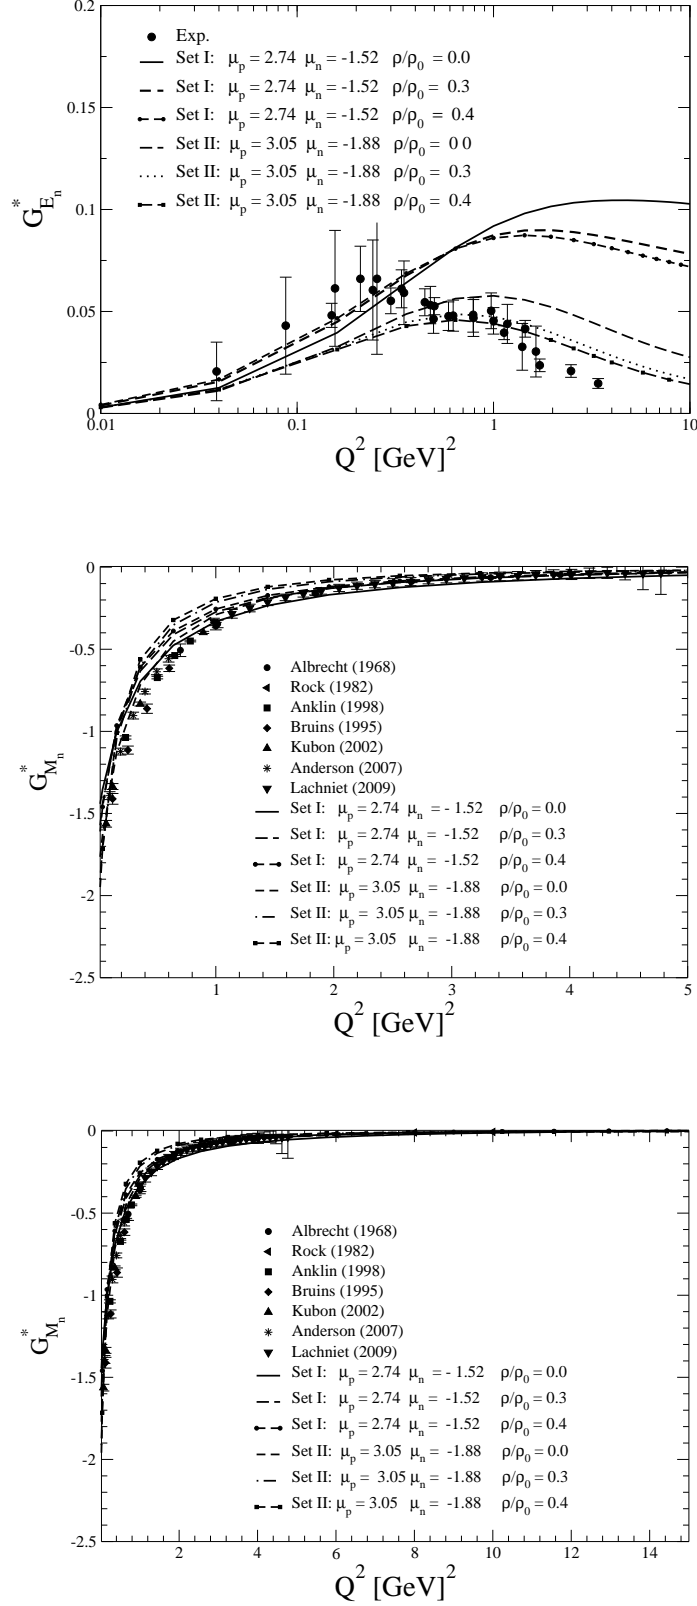 0.2
Exp.
Set I: μp = 2.74 μn = -1.52 ρ/ρ0 = 0.0
Set I: μp = 2.74 μn = -1.52 ρ/ρ0 = 0.3
Set I: μp = 2.74 μn = -1.52 ρ/ρ0 = 0.4
Set II: μp = 3.05 μn = -1.88 ρ/ρ0 = 0 0
Set II: μp = 3.05 μn = -1.88 ρ/ρ0 = 0.3
Set II: μp = 3.05 μn = -1.88 ρ/ρ0 = 0.4
0.15
0.1
0.05
0
G*En
0.01 0.1 1 10
Q2 [GeV]2
0
-0.5
-1
-1.5
-2
-2.5
G*Mn
Albrecht (1968)
Rock (1982)
Anklin (1998)
Bruins (1995)
Kubon (2002)
Anderson (2007)
Lachniet (2009)
Set I: μp = 2.74 μn = - 1.52 ρ/ρ0 = 0.0
Set I: μp = 2.74 μn = -1.52 ρ/ρ0 = 0.3
Set I: μp = 2.74 μn = -1.52 ρ/ρ0 = 0.4
Set II: μp = 3.05 μn = -1.88 ρ/ρ0 = 0.0
Set II: μp = 3.05 μn = -1.88 ρ/ρ0 = 0.3
Set II: μp = 3.05 μn = -1.88 ρ/ρ0 = 0.4
1 2 3 4 5
Q2 [GeV]2
0
-0.5
-1
-1.5
-2
-2.5
G*Mn
Albrecht (1968)
Rock (1982)
Anklin (1998)
Bruins (1995)
Kubon (2002)
Anderson (2007)
Lachniet (2009)
Set I: μp = 2.74 μn = - 1.52 ρ/ρ0 = 0.0
Set I: μp = 2.74 μn = -1.52 ρ/ρ0 = 0.3
Set I: μp = 2.74 μn = -1.52 ρ/ρ0 = 0.4
Set II: μp = 3.05 μn = -1.88 ρ/ρ0 = 0.0
Set II: μp = 3.05 μn = -1.88 ρ/ρ0 = 0.3
Set II: μp = 3.05 μn = -1.88 ρ/ρ0 = 0.4
2 4 6 8 10 12 14
Q2 [GeV]2